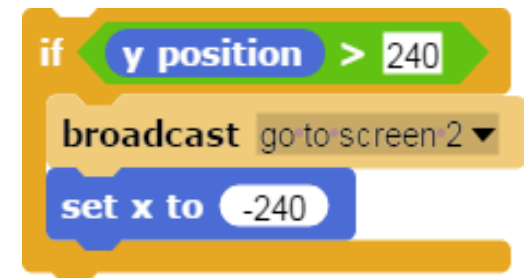 if y position > 240
broadcast go to screen 2
set x to -240